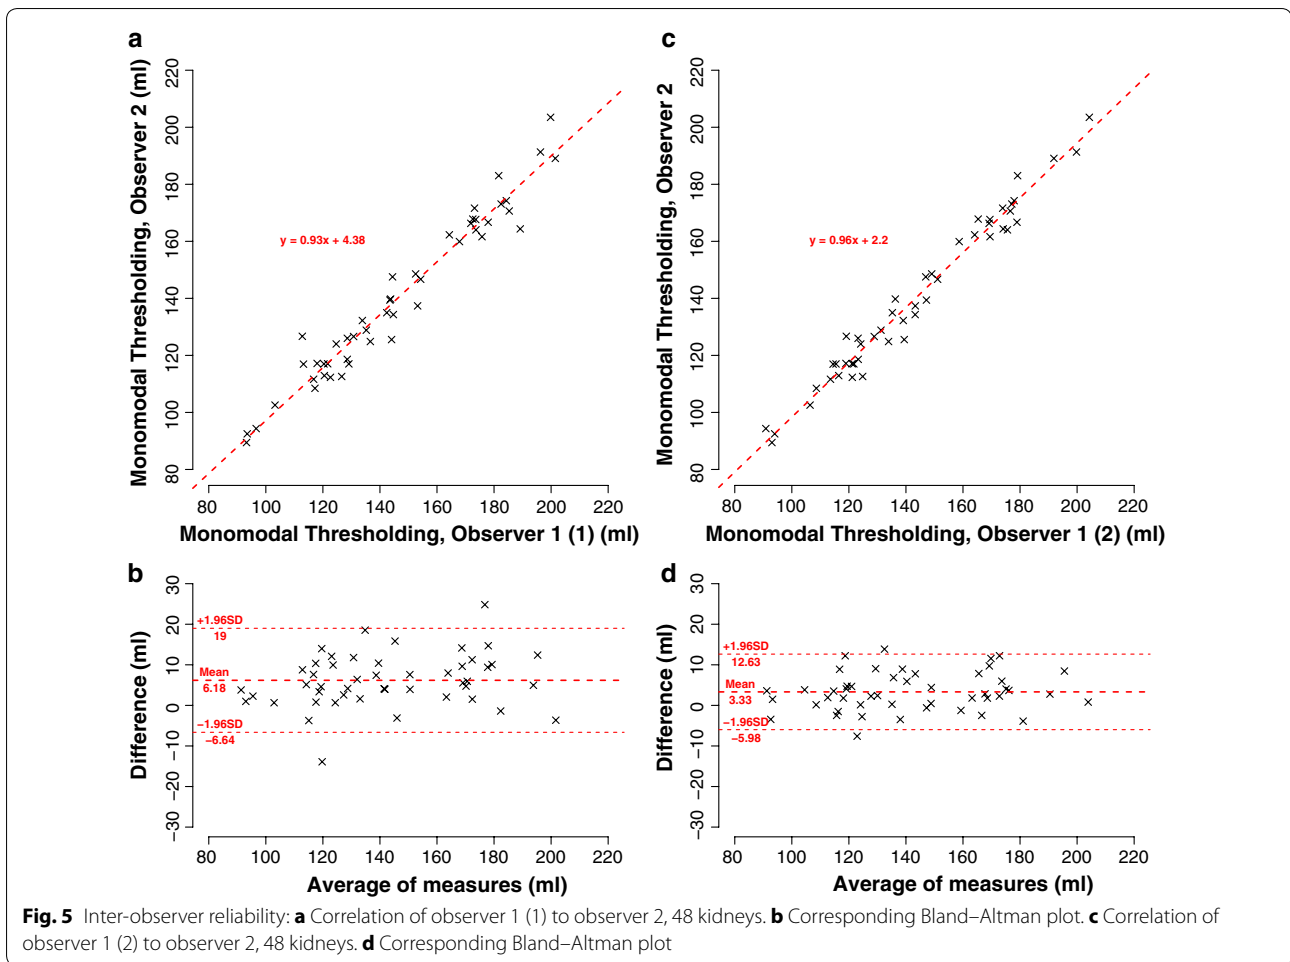 a
Monomodal Thresholding, Observer 2 (ml)
220
200
180
160
140
120
100
80
y = 0.93x + 4.38
80 100 120 140 160 180 200 220
Monomodal Thresholding, Observer 1 (1) (ml)
c
Monomodal Thresholding, Observer 2
220
200
180
160
140
120
100
80
y = 0.96x + 2.2
80 100 120 140 160 180 200 220
Monomodal Thresholding, Observer 1 (2) (ml)
b
Difference (ml)
30
20
10
0
−10
−20
−30
+1.96SD
19
Mean
6.18
−1.96SD
−6.64
80 100 120 140 160 180 200 220
Average of measures (ml)
d
Difference (ml)
30
20
10
0
−10
−20
−30
+1.96SD
12.63
Mean
3.33
−1.96SD
−5.98
80 100 120 140 160 180 200 220
Average of measures (ml)
Fig. 5 Inter-observer reliability: a Correlation of observer 1 (1) to observer 2, 48 kidneys. b Corresponding Bland–Altman plot. c Correlation of
observer 1 (2) to observer 2, 48 kidneys. d Corresponding Bland–Altman plot